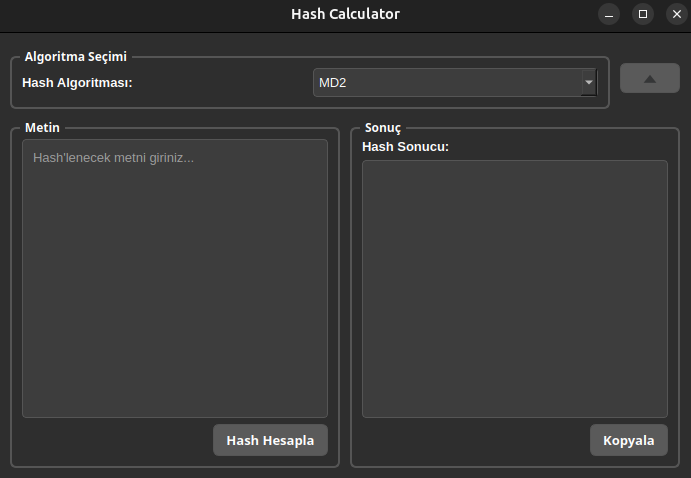 Hash Calculator
Algoritma Seçimi
Hash Algoritması:
MD2
Metin
Hash'lenecek metni giriniz...
Hash Hesapla
Sonuç
Hash Sonucu:
Kopyala